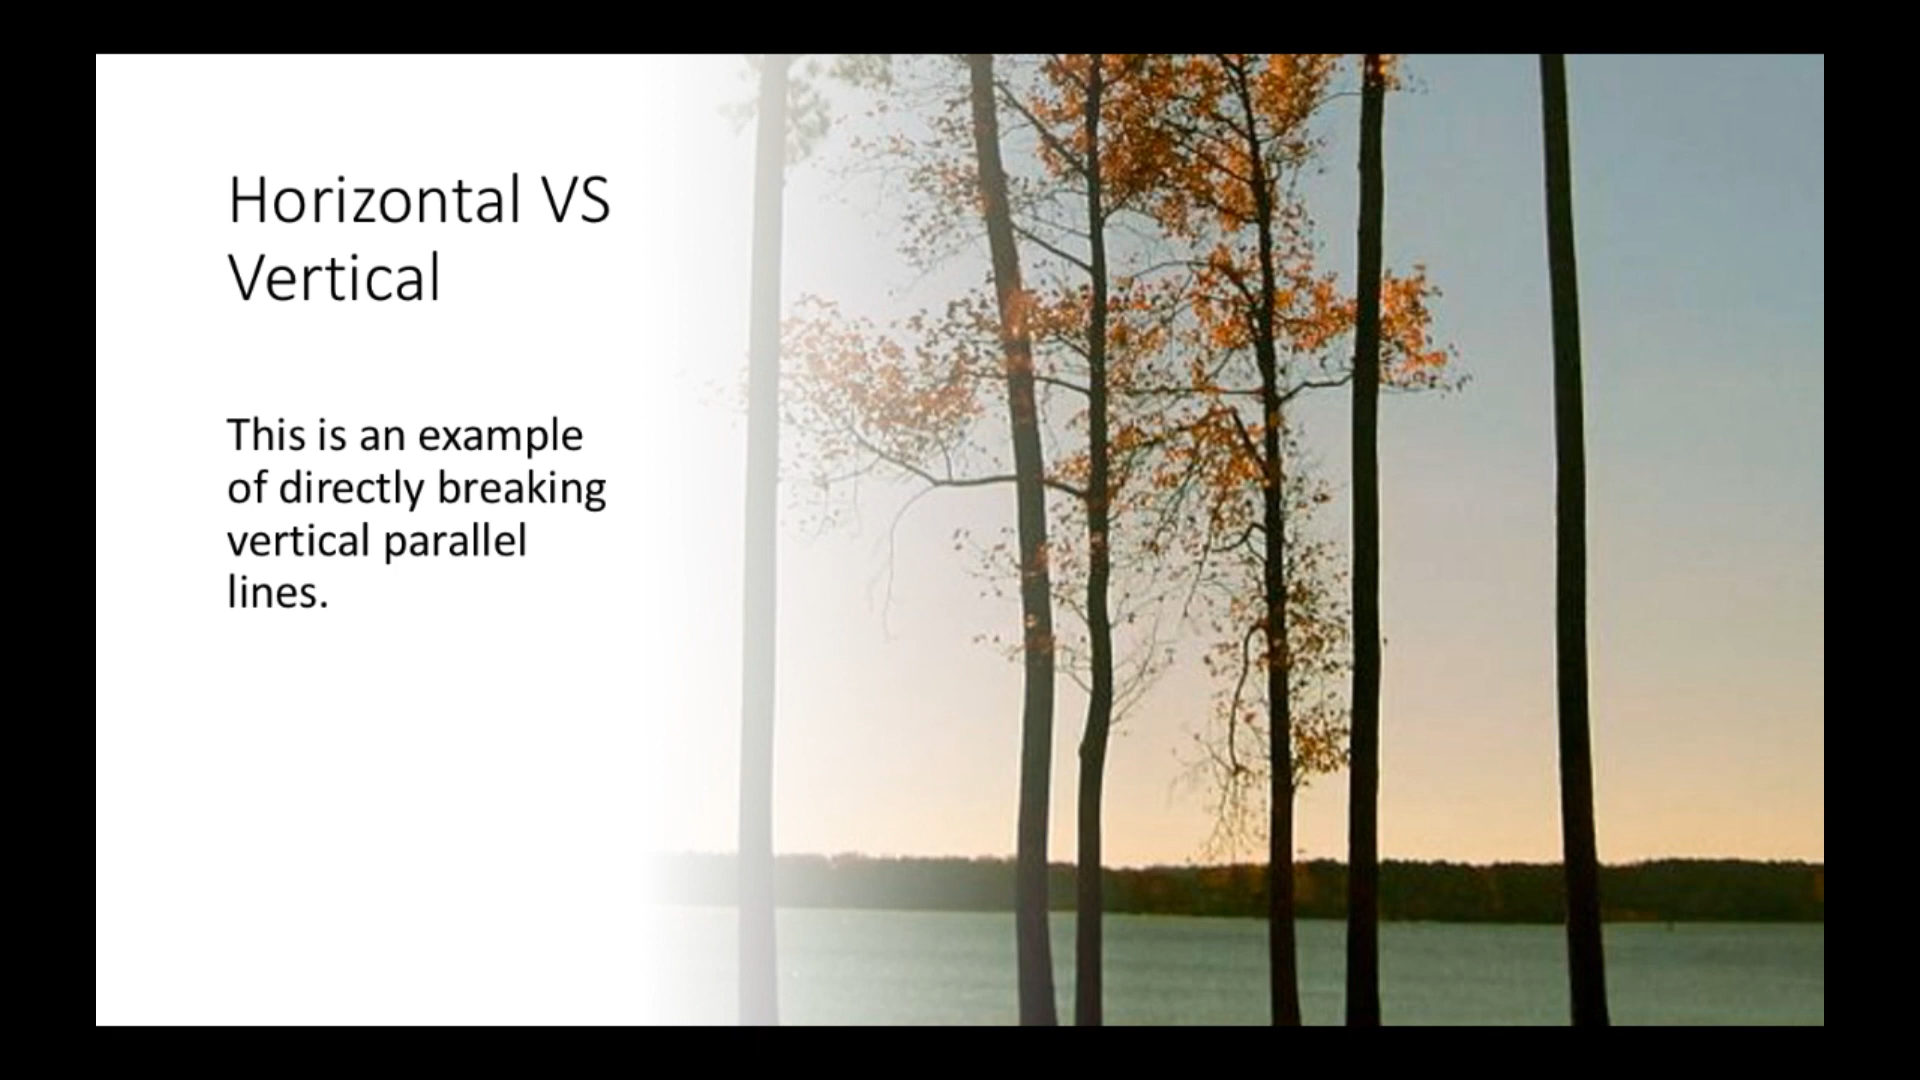 Horizontal VS
Vertical
This is an example
of directly breaking
vertical parallel
lines.